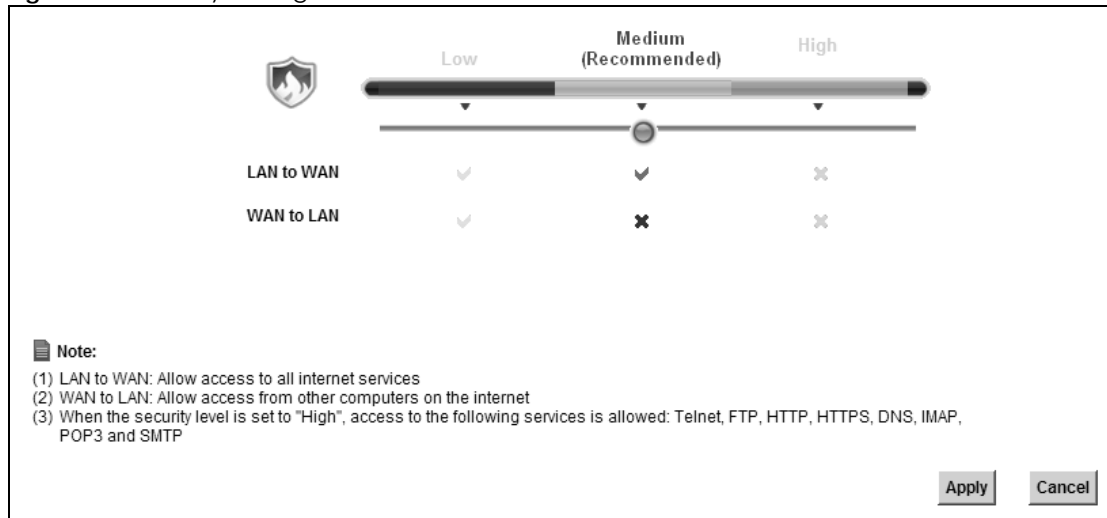 Low
Medium
(Recommended)
High
LAN to WAN
WAN to LAN
Note:
(1) LAN to WAN: Allow access to all internet services
(2) WAN to LAN: Allow access from other computers on the internet
(3) When the security level is set to "High", access to the following services is allowed: Telnet, FTP, HTTP, HTTPS, DNS, IMAP,
POP3 and SMTP
Apply Cancel